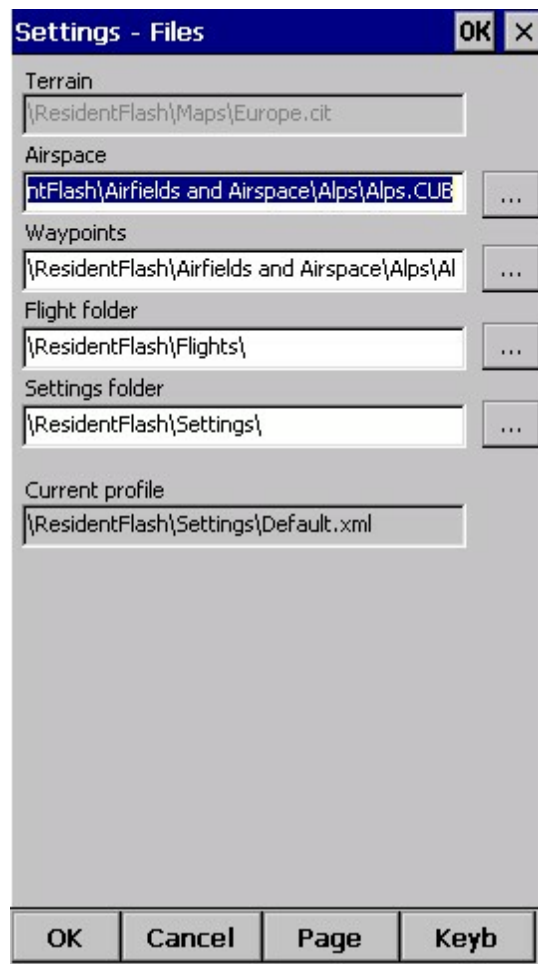 Settings - Files OK ×
Terrain
\ResidentFlash\Maps\Europe.cit
Airspace
ntFlash\Airfields and Airspace\Alps\Alps.CUB ...
Waypoints
\ResidentFlash\Airfields and Airspace\Alps\Al ...
Flight folder
\ResidentFlash\Flights\ ...
Settings folder
\ResidentFlash\Settings\ ...
Current profile
\ResidentFlash\Settings\Default.xml
OK Cancel Page Keyb